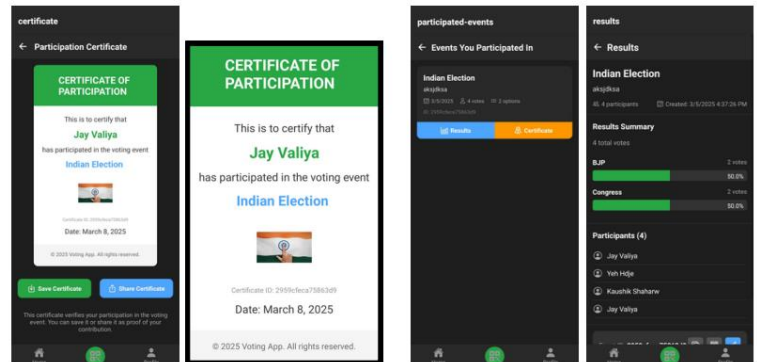 certificate
← Participation Certificate
CERTIFICATE OF
PARTICIPATION
This is to certify that
Jay Valiya
has participated in the voting event
Indian Election
Date: March 8, 2025
© 2025 Voting App. All rights reserved.
Save Certificate
Share Certificate
This certificate verifies your participation in the voting
event. You can save it or share it as proof of your
contribution.
CERTIFICATE OF
PARTICIPATION
This is to certify that
Jay Valiya
has participated in the voting event
Indian Election
Certificate ID: 2959cfeca75863d9
Date: March 8, 2025
© 2025 Voting App. All rights reserved.
participated-events
← Events You Participated In
Indian Election
aksjdksa
3/5/2025 4 votes 2 options
Results
Certificate
results
← Results
Indian Election
aksjdksa
4 participants Created: 3/5/2025 4:37:26 PM
Results Summary
4 total votes
BJP 2 votes
50.0%
Congress 2 votes
50.0%
Participants (4)
Jay Valiya
Yeh Hdje
Kaushik Shaharw
Jay Valiya